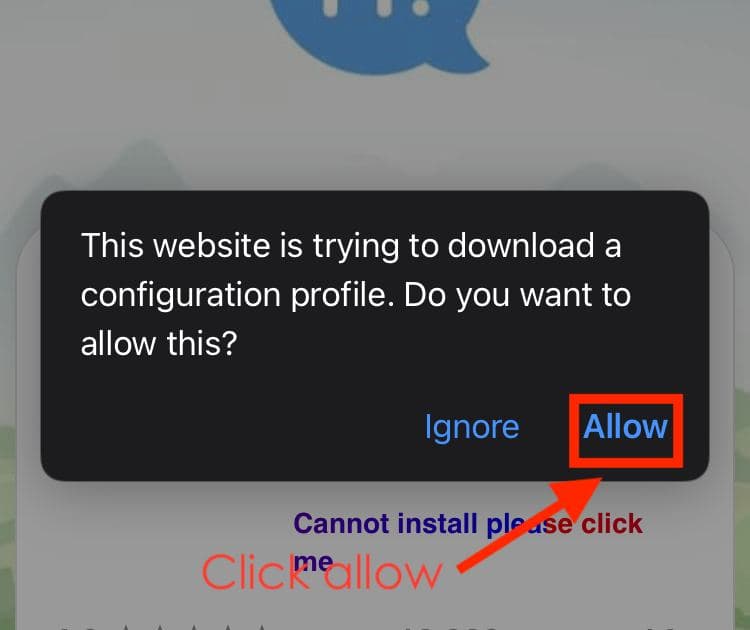 This website is trying to download a
configuration profile. Do you want to
allow this?
Ignore
Allow
Cannot install please click
me
Click allow